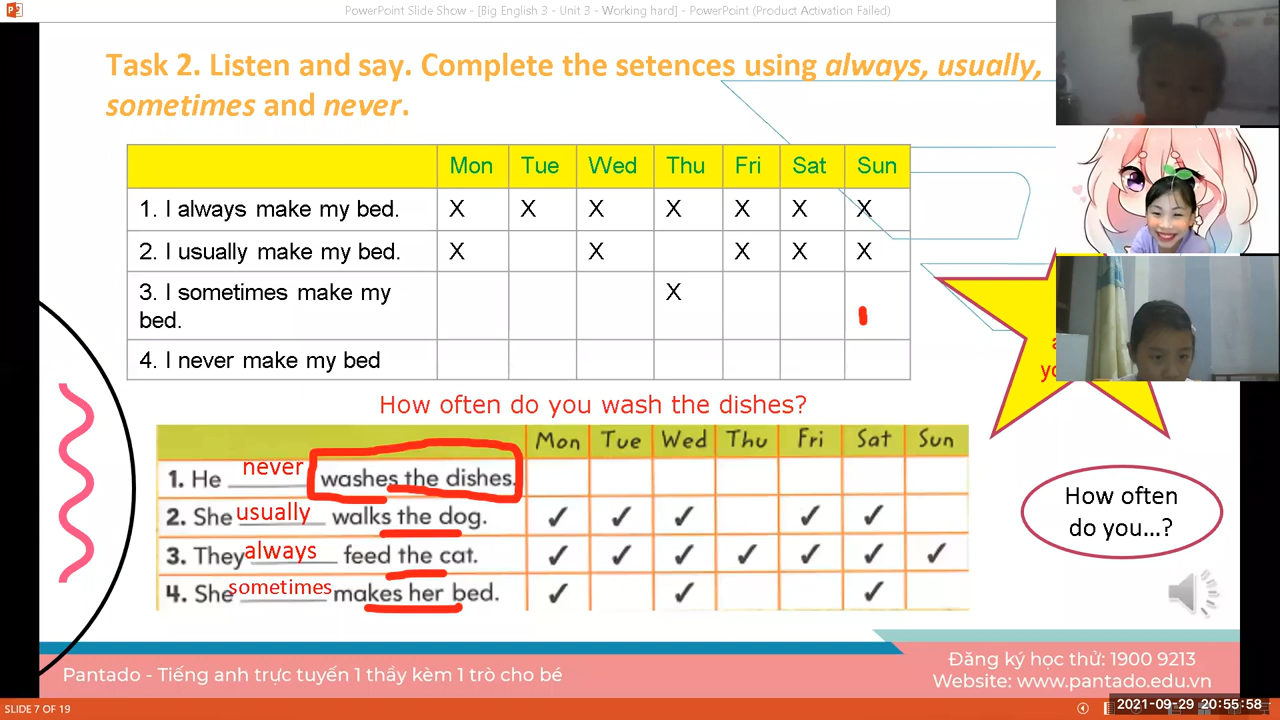 PowerPoint Slide Show - [Big English 3 - Unit 3 - Working hard] - PowerPoint (Product Activation Failed)
Task 2. Listen and say. Complete the setences using always, usually,
sometimes and never.
Mon Tue Wed Thu Fri Sat Sun
1. I always make my bed. X X X X X X X
2. I usually make my bed. X X X X X
3. I sometimes make my X
bed.
4. I never make my bed
How often do you wash the dishes?
Mon Tue Wed Thu Fri Sat Sun
1. He never washes the dishes.
2. She usually walks the dog. ✓ ✓ ✓ ✓ ✓
3. They always feed the cat. ✓ ✓ ✓ ✓ ✓ ✓ ✓
4. She sometimes makes her bed. ✓ ✓ ✓
How often
do you...?
Pantado - Tiếng anh trực tuyến 1 thầy kèm 1 trò cho bé
Đăng ký học thử: 1900 9213
Website: www.pantado.edu.vn
SLIDE 7 OF 19
2021-09-29 20:55:58